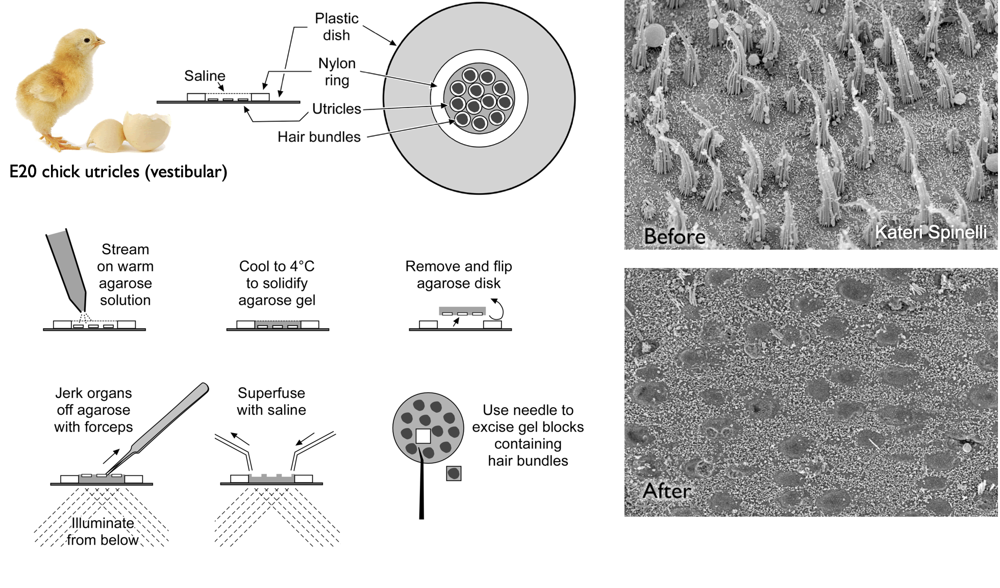 Plastic
dish
Nylon
ring
Saline
Utricles
Hair bundles
E20 chick utricles (vestibular)
Stream
on warm
agarose
solution
Cool to 4°C
to solidify
agarose gel
Remove and flip
agarose disk
Jerk organs
off agarose
with forceps
Illuminate
from below
Superfuse
with saline
Use needle to
excise gel blocks
containing
hair bundles
Before
Kateri Spinelli
After